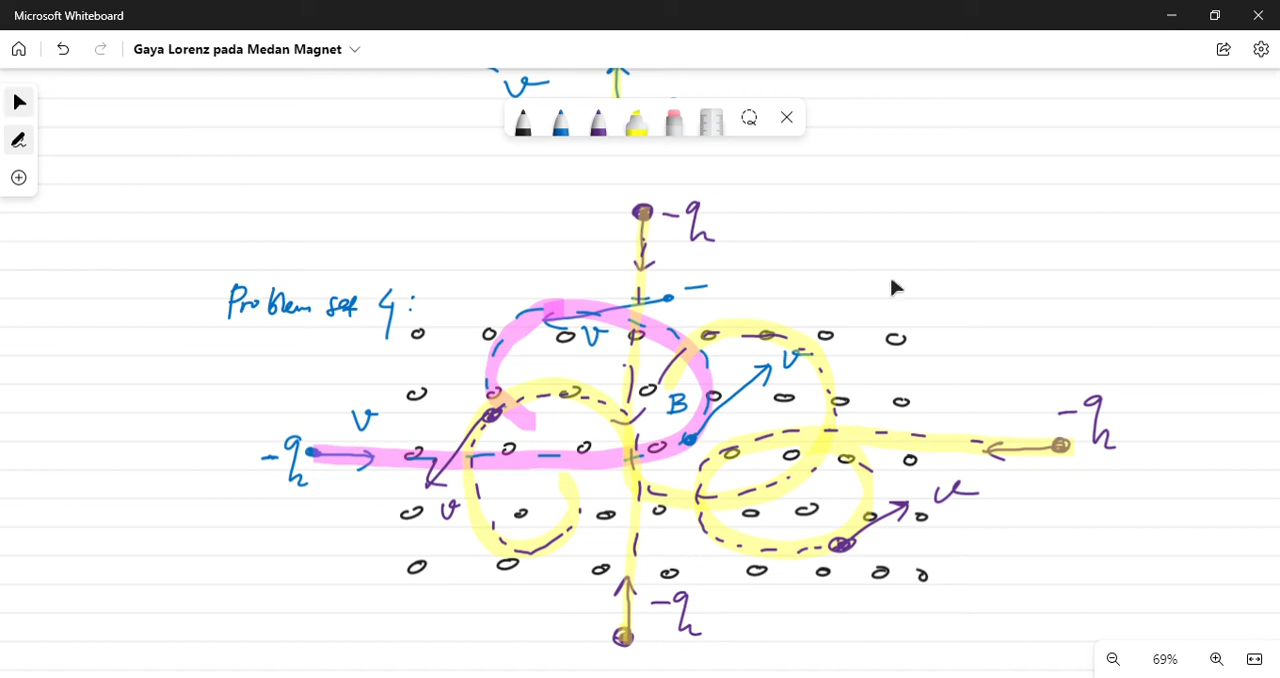 Microsoft Whiteboard
Gaya Lorenz pada Medan Magnet
v
-q
Problem set 4:
-
v
v
B
v
-q
-q
v
v
-q
69%